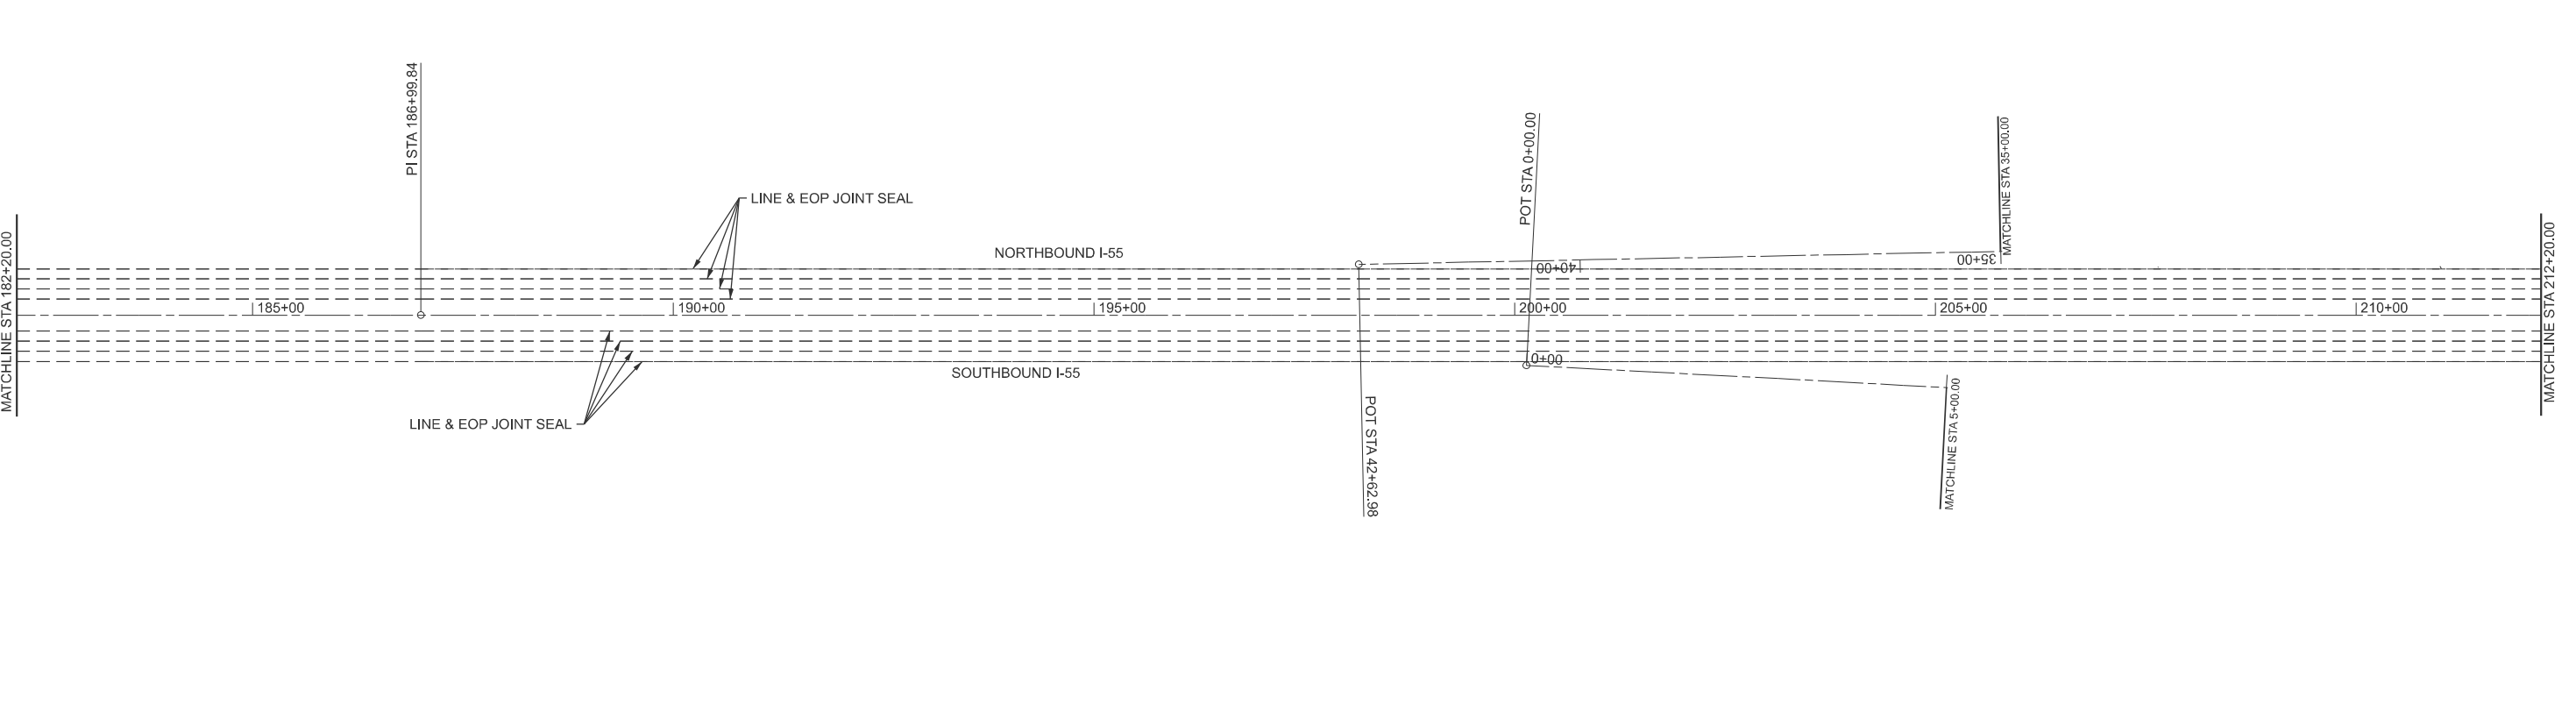 MATCHLINE STA 182+20.00
PI STA 186+99.84
LINE & EOP JOINT SEAL
NORTHBOUND I-55
POT STA 0+00.00
MATCHLINE STA 35+00.00
40+00
35+00
185+00
190+00
195+00
200+00
205+00
210+00
MATCHLINE STA 212+20.00
0+00
SOUTHBOUND I-55
LINE & EOP JOINT SEAL
POT STA 42+62.98
MATCHLINE STA 5+00.00